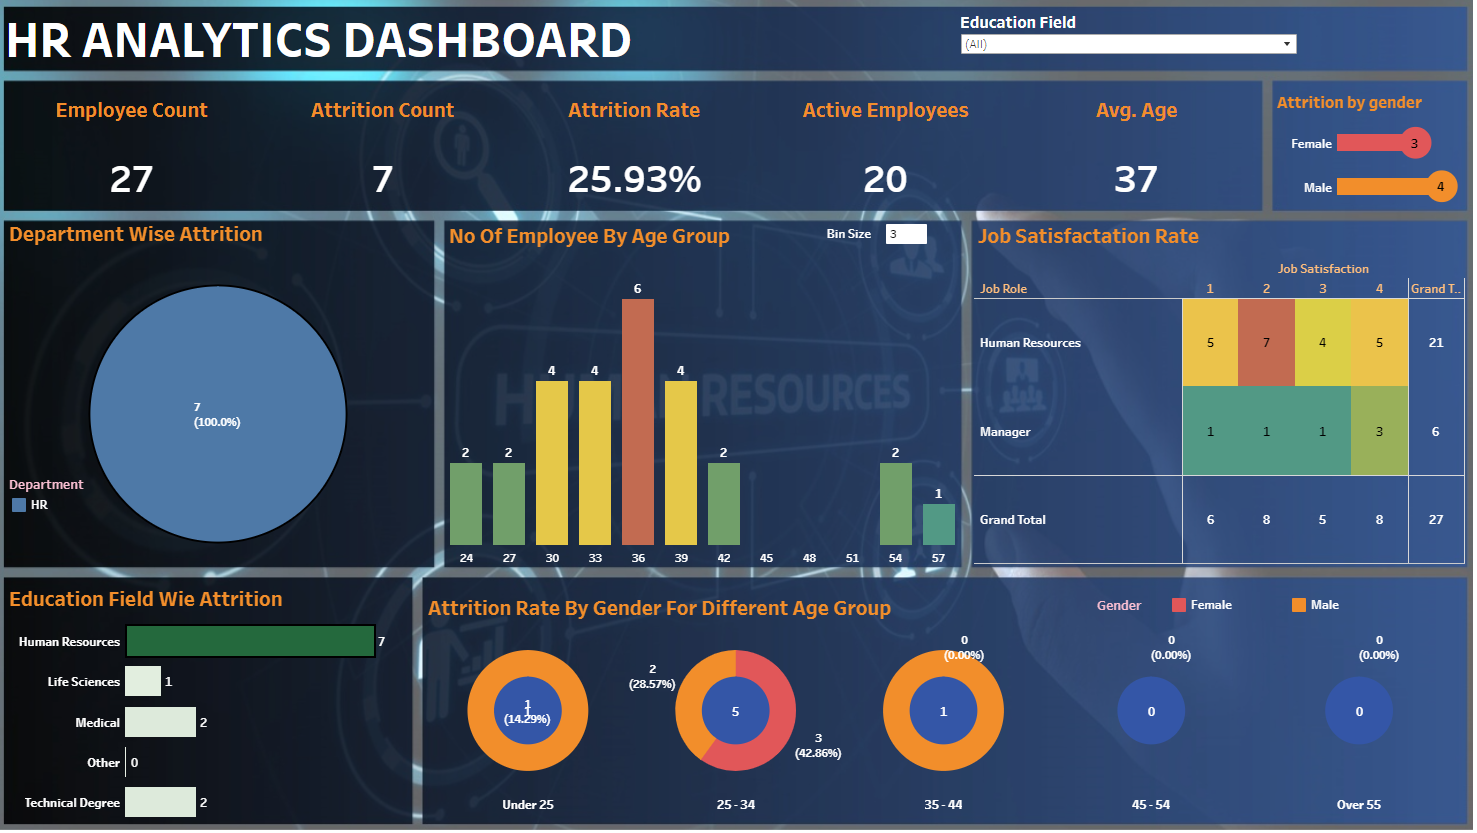 HR ANALYTICS DASHBOARD
Education Field
(All)
Employee Count
Attrition Count
Attrition Rate
Active Employees
Avg. Age
27
7
25.93%
20
37
Attrition by gender
Female 3
Male 4
Department Wise Attrition
7
(100.0%)
Department
HR
No Of Employee By Age Group
Bin Size 3
2 2 4 4 6 4 2 2 1
24 27 30 33 36 39 42 45 48 51 54 57
HUMAN RESOURCES
Job Satisfactation Rate
Job Satisfaction
Job Role 1 2 3 4 Grand T..
Human Resources 5 7 4 5 21
Manager 1 1 1 3 6
Grand Total 6 8 5 8 27
Education Field Wie Attrition
Human Resources 7
Life Sciences 1
Medical 2
Other 0
Technical Degree 2
Attrition Rate By Gender For Different Age Group
Gender Female Male
1
1
(14.29%)
Under 25
2
(28.57%)
5
3
(42.86%)
25 - 34
0
(0.00%)
1
35 - 44
0
(0.00%)
0
45 - 54
0
(0.00%)
0
Over 55